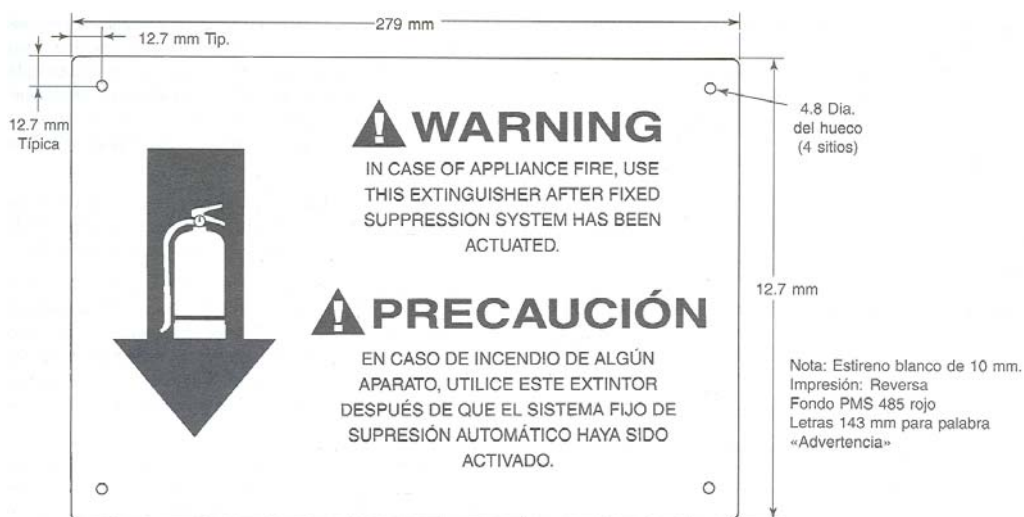 279 mm
12.7 mm Tip.
12.7 mm
Típica
4.8 Dia.
del hueco
(4 sitios)
WARNING
IN CASE OF APPLIANCE FIRE, USE
THIS EXTINGUISHER AFTER FIXED
SUPPRESSION SYSTEM HAS BEEN
ACTUATED.
12.7 mm
PRECAUCIÓN
EN CASO DE INCENDIO DE ALGÚN
APARATO, UTILICE ESTE EXTINTOR
DESPUÉS DE QUE EL SISTEMA FIJO DE
SUPRESIÓN AUTOMÁTICO HAYA SIDO
ACTIVADO.
Nota: Estireno blanco de 10 mm.
Impresión: Reversa
Fondo PMS 485 rojo
Letras 143 mm para palabra
«Advertencia»